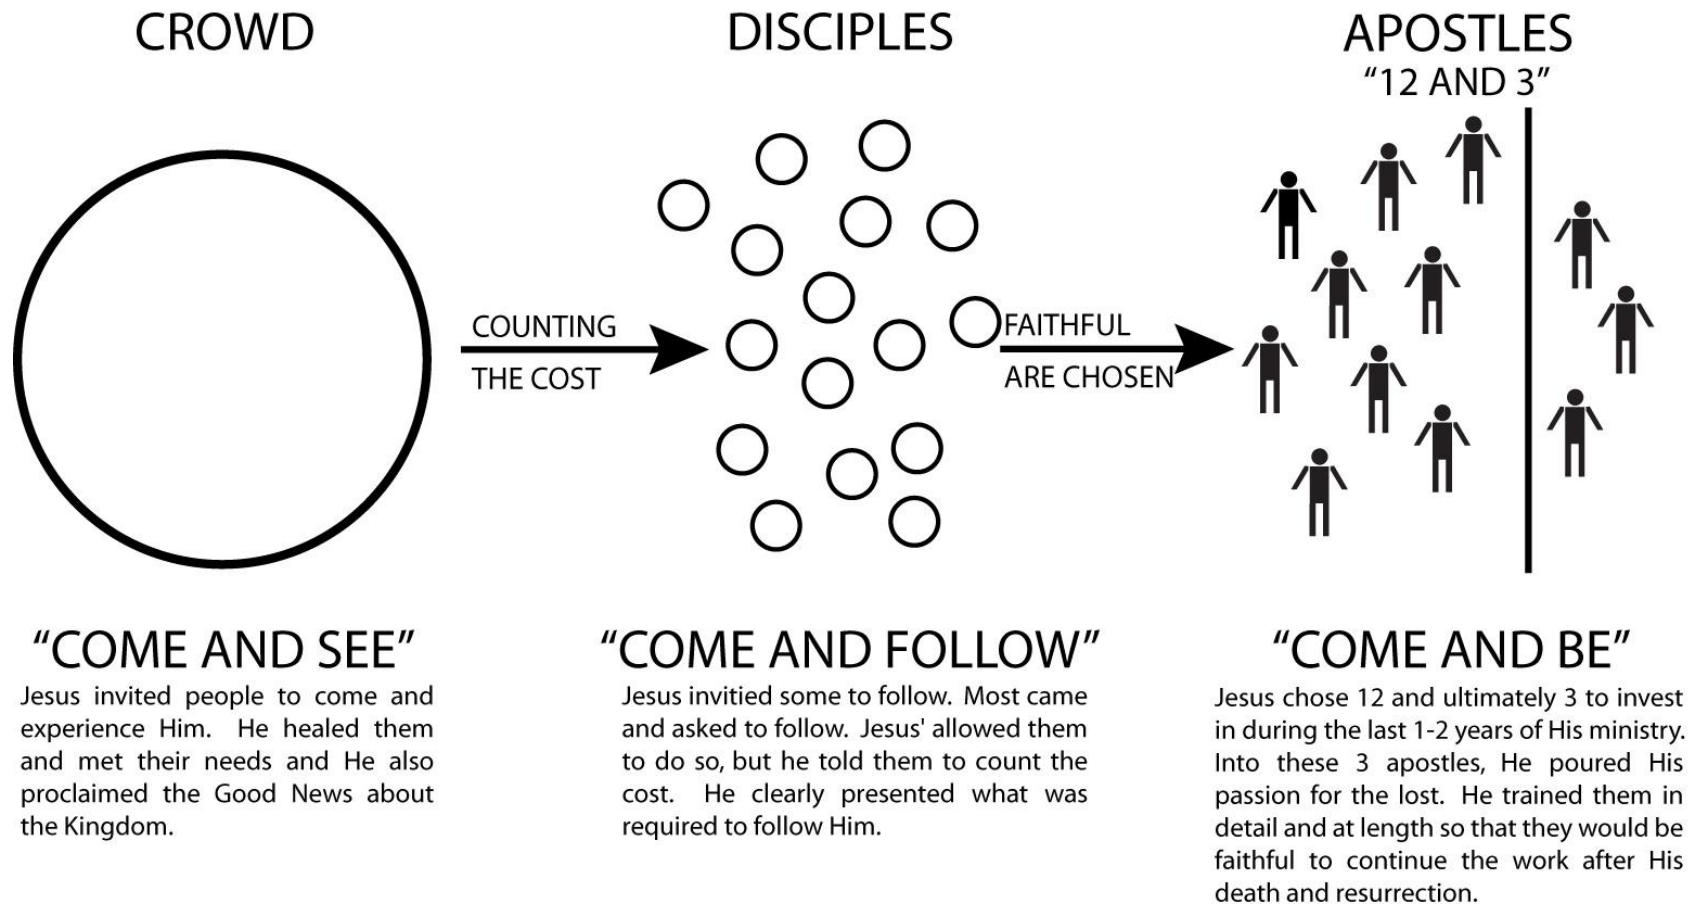 CROWD
DISCIPLES
APOSTLES
“12 AND 3”
COUNTING
THE COST
FAITHFUL
ARE CHOSEN
“COME AND SEE”
Jesus invited people to come and
experience Him. He healed them
and met their needs and He also
proclaimed the Good News about
the Kingdom.
“COME AND FOLLOW”
Jesus invitied some to follow. Most came
and asked to follow. Jesus' allowed them
to do so, but he told them to count the
cost. He clearly presented what was
required to follow Him.
“COME AND BE”
Jesus chose 12 and ultimately 3 to invest
in during the last 1-2 years of His ministry.
Into these 3 apostles, He poured His
passion for the lost. He trained them in
detail and at length so that they would be
faithful to continue the work after His
death and resurrection.